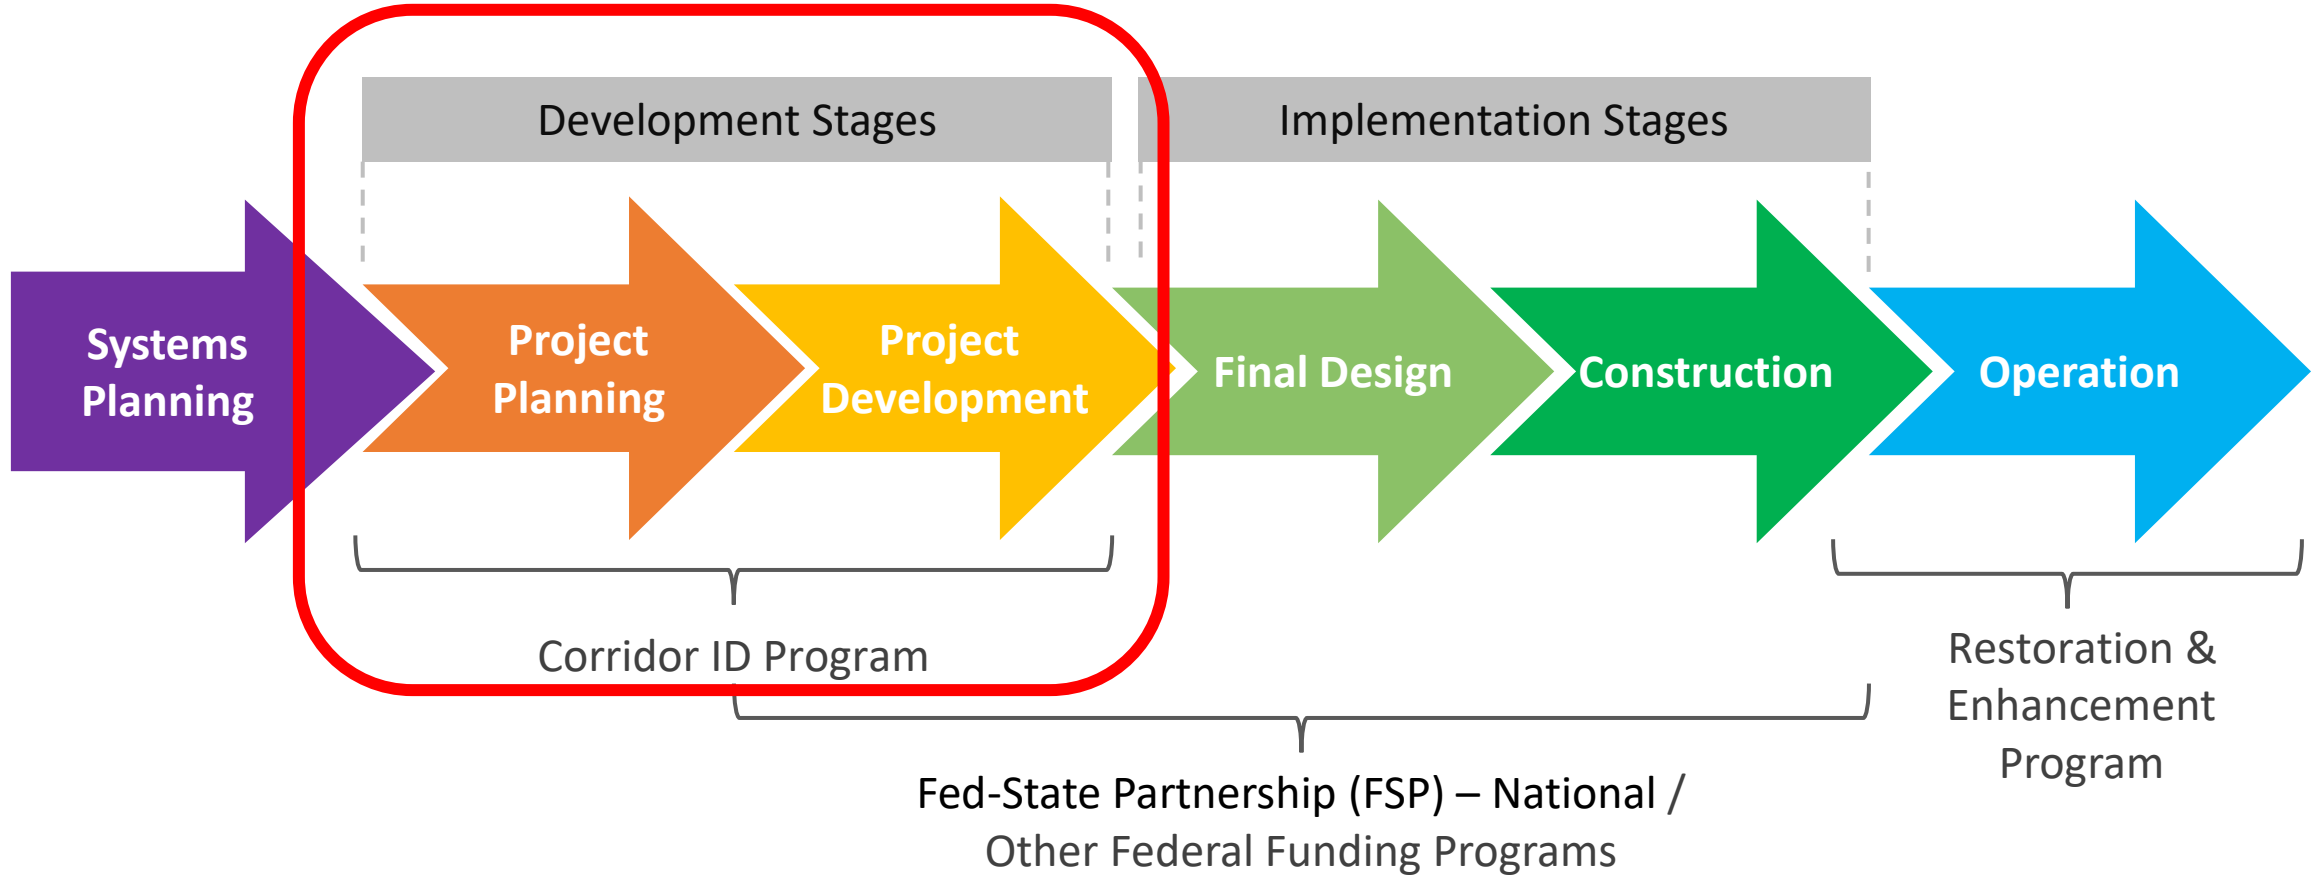 Development Stages
Implementation Stages
Systems
Planning
Project
Planning
Project
Development
Final Design
Construction
Operation
Corridor ID Program
Restoration &
Enhancement
Program
Fed-State Partnership (FSP) – National /
Other Federal Funding Programs